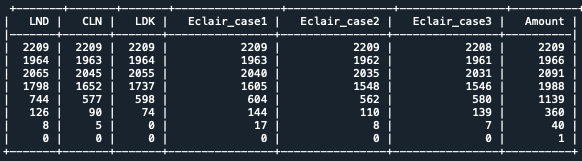 | LND | CLN | LDK | Eclair_case1 | Eclair_case2 | Eclair_case3 | Amount |
| 2209 | 2209 | 2209 | 2209 | 2209 | 2208 | 2209 |
| 1964 | 1963 | 1964 | 1963 | 1962 | 1961 | 1966 |
| 2065 | 2045 | 2055 | 2040 | 2035 | 2031 | 2091 |
| 1798 | 1652 | 1737 | 1605 | 1548 | 1546 | 1988 |
| 744 | 577 | 598 | 604 | 562 | 580 | 1139 |
| 126 | 90 | 74 | 144 | 110 | 139 | 360 |
| 8 | 5 | 0 | 17 | 8 | 7 | 40 |
| 0 | 0 | 0 | 0 | 0 | 0 | 1 |